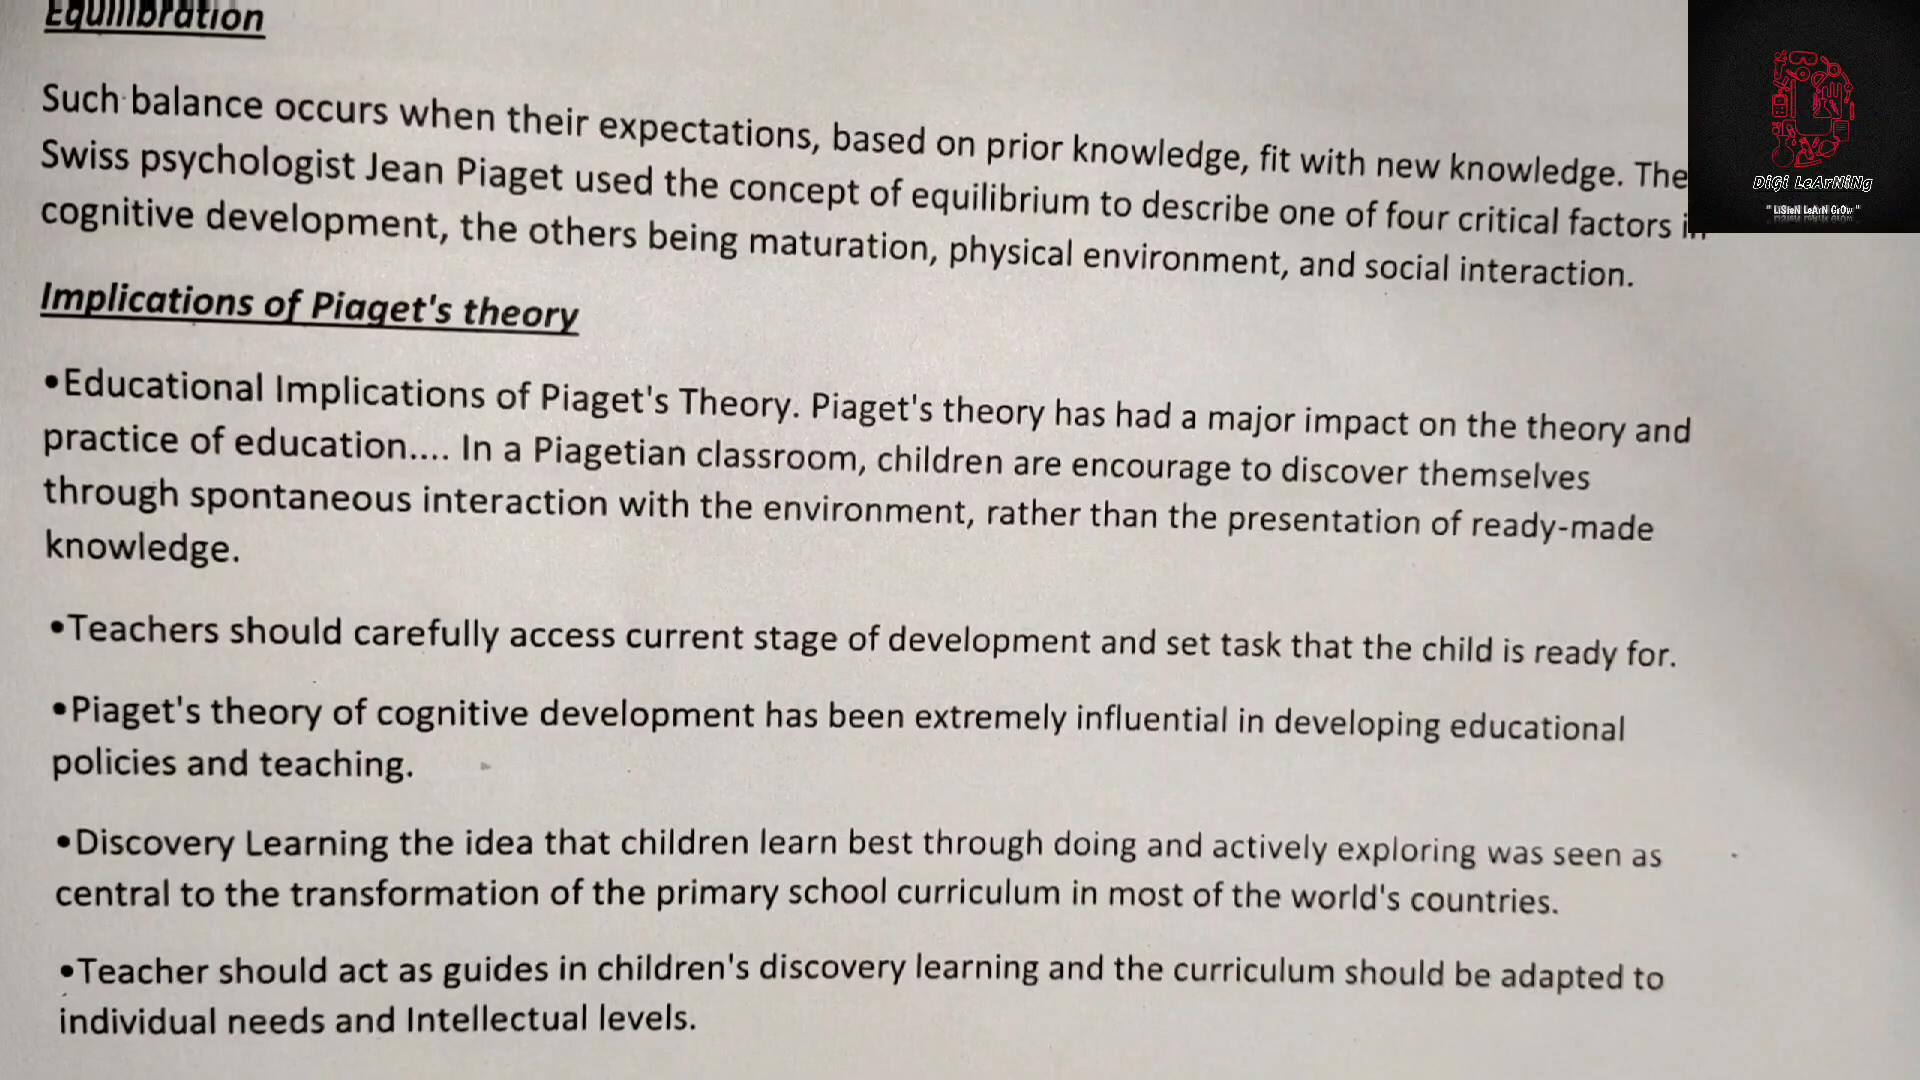 Equilibration
Such balance occurs when their expectations, based on prior knowledge, fit with new knowledge. The
Swiss psychologist Jean Piaget used the concept of equilibrium to describe one of four critical factors in
cognitive development, the others being maturation, physical environment, and social interaction.
Implications of Piaget's theory
•Educational Implications of Piaget's Theory. Piaget's theory has had a major impact on the theory and
practice of education.... In a Piagetian classroom, children are encourage to discover themselves
through spontaneous interaction with the environment, rather than the presentation of ready-made
knowledge.
•Teachers should carefully access current stage of development and set task that the child is ready for.
•Piaget's theory of cognitive development has been extremely influential in developing educational
policies and teaching.
•Discovery Learning the idea that children learn best through doing and actively exploring was seen as
central to the transformation of the primary school curriculum in most of the world's countries.
•Teacher should act as guides in children's discovery learning and the curriculum should be adapted to
individual needs and Intellectual levels.
DiGi LeArNiNg
"LiSteN LeArN GrOw"